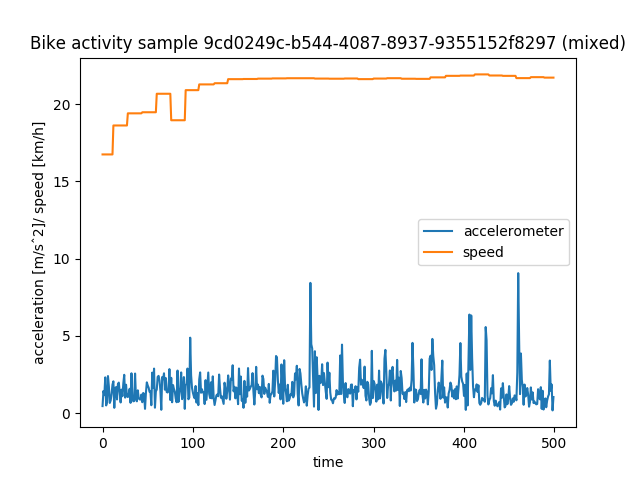 Bike activity sample 9cd0249c-b544-4087-8937-9355152f8297 (mixed)
acceleration [m/sˆ2]/ speed [km/h]
20
15
10
5
0
accelerometer
speed
0 100 200 300 400 500
time